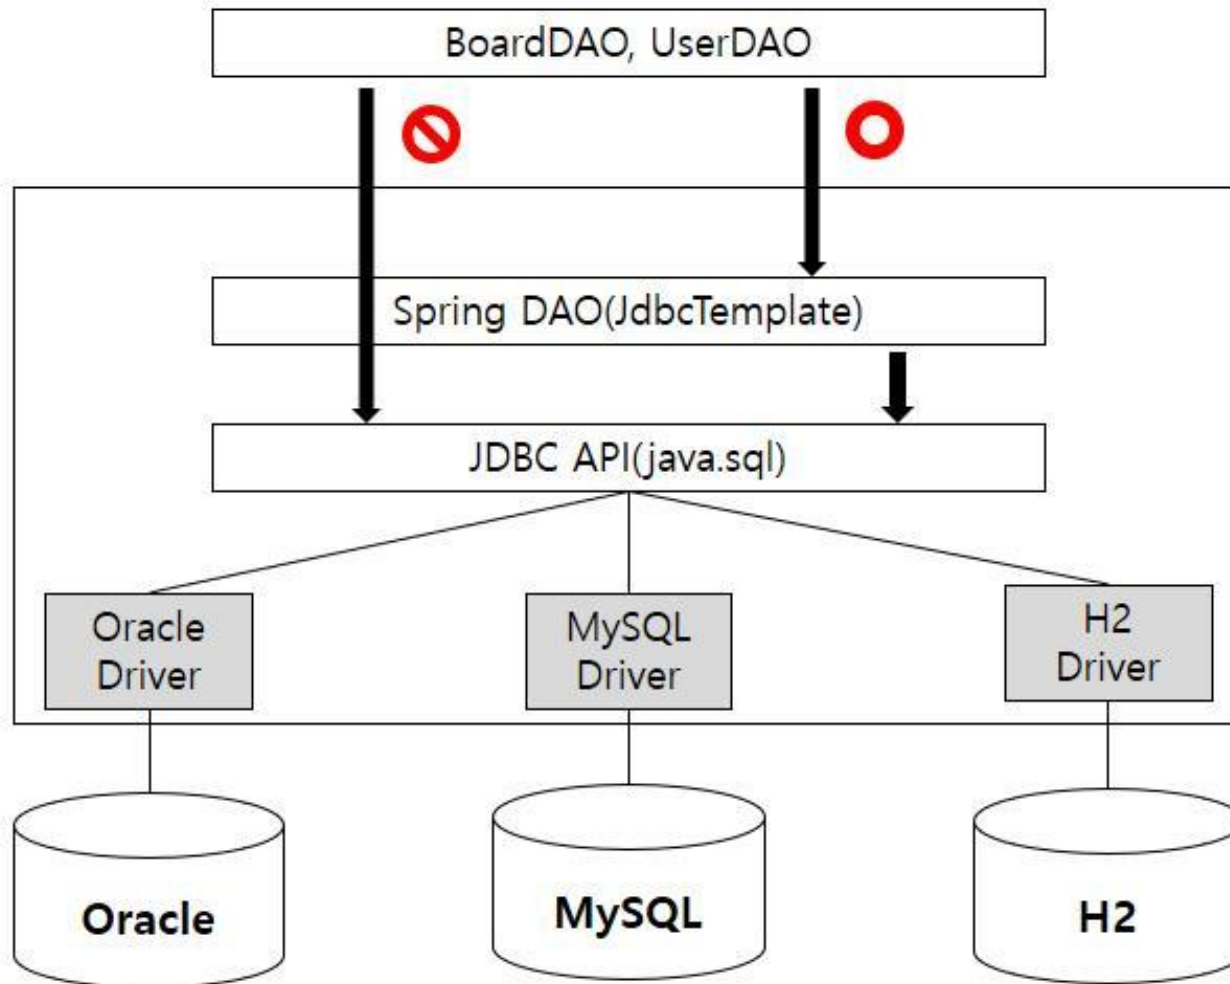 BoardDAO, UserDAO
Spring DAO(JdbcTemplate)
JDBC API(java.sql)
Oracle
Driver
MySQL
Driver
H2
Driver
Oracle
MySQL
H2